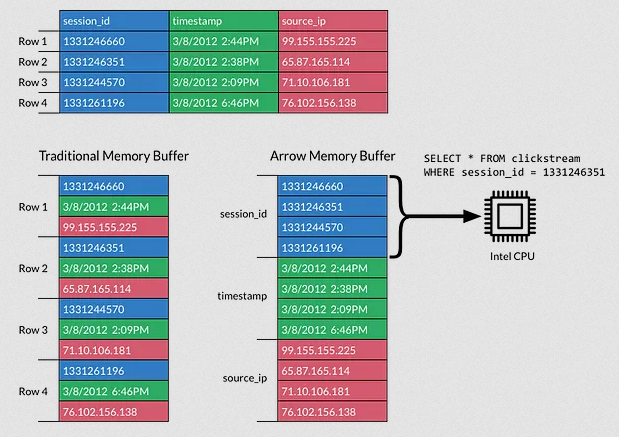 session_id timestamp source_ip
Row 1 1331246660 3/8/2012 2:44PM 99.155.155.225
Row 2 1331246351 3/8/2012 2:38PM 65.87.165.114
Row 3 1331244570 3/8/2012 2:09PM 71.10.106.181
Row 4 1331261196 3/8/2012 6:46PM 76.102.156.138
Traditional Memory Buffer
Row 1
1331246660
3/8/2012 2:44PM
99.155.155.225
Row 2
1331246351
3/8/2012 2:38PM
65.87.165.114
Row 3
1331244570
3/8/2012 2:09PM
71.10.106.181
Row 4
1331261196
3/8/2012 6:46PM
76.102.156.138
Arrow Memory Buffer
session_id
1331246660
1331246351
1331244570
1331261196
timestamp
3/8/2012 2:44PM
3/8/2012 2:38PM
3/8/2012 2:09PM
3/8/2012 6:46PM
source_ip
99.155.155.225
65.87.165.114
71.10.106.181
76.102.156.138
SELECT * FROM clickstream
WHERE session_id = 1331246351
Intel CPU